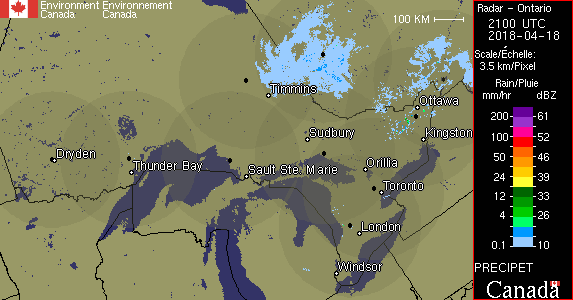 Environment Environnement
Canada Canada
100 KM
Timmins
Ottawa
Sudbury
Kingston
Dryden
Thunder Bay
Sault Ste. Marie
Orillia
Toronto
London
Windsor
Radar - Ontario
2100 UTC
2018-04-18
Scale/Échelle:
3.5 km/Pixel
Rain/Pluie
mm/hr dBZ
200 61
100 52
50 46
24 39
12 33
4 26
0.1 10
PRECIPET
Canada